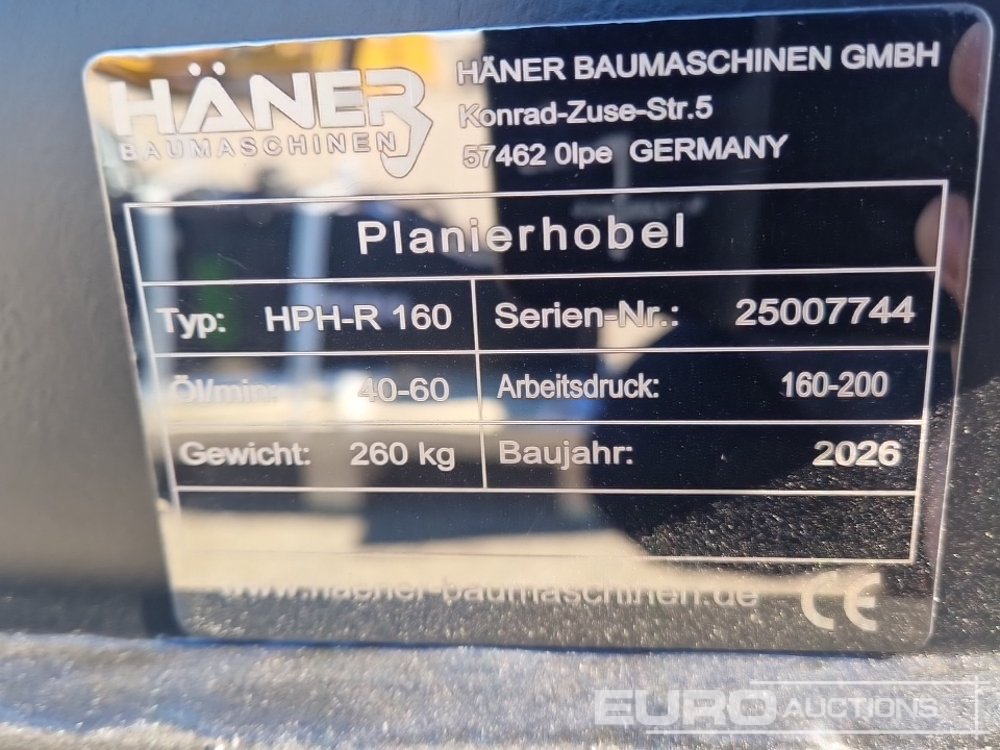 HÄNER
BAUMASCHINEN
HÄNER BAUMASCHINEN GMBH
Konrad-Zuse-Str.5
57462 Olpe GERMANY
Planierhobel
Typ: HPH-R 160 Serien-Nr.: 25007744
Öl/min: 40-60 Arbeitsdruck: 160-200
Gewicht: 260 kg Baujahr: 2026
www.haener-baumaschinen.de CE
EURO AUCTIONS